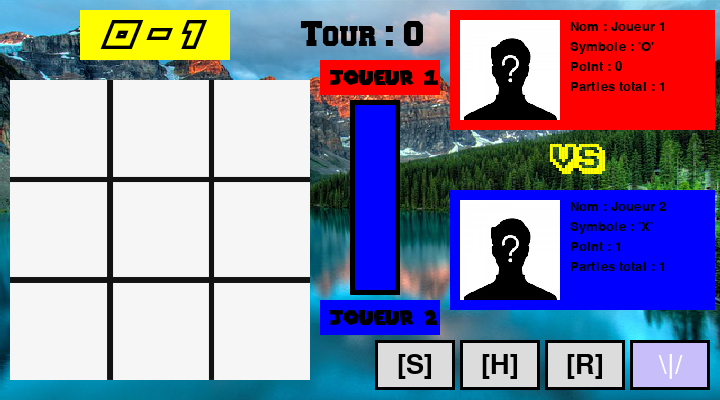 0 - 1
Tour : 0
JOUEUR 1
Nom : Joueur 1
Symbole : 'O'
Point : 0
Parties total : 1
VS
Nom : Joueur 2
Symbole : 'X'
Point : 1
Parties total : 1
JOUEUR 2
[S]
[H]
[R]
\|/